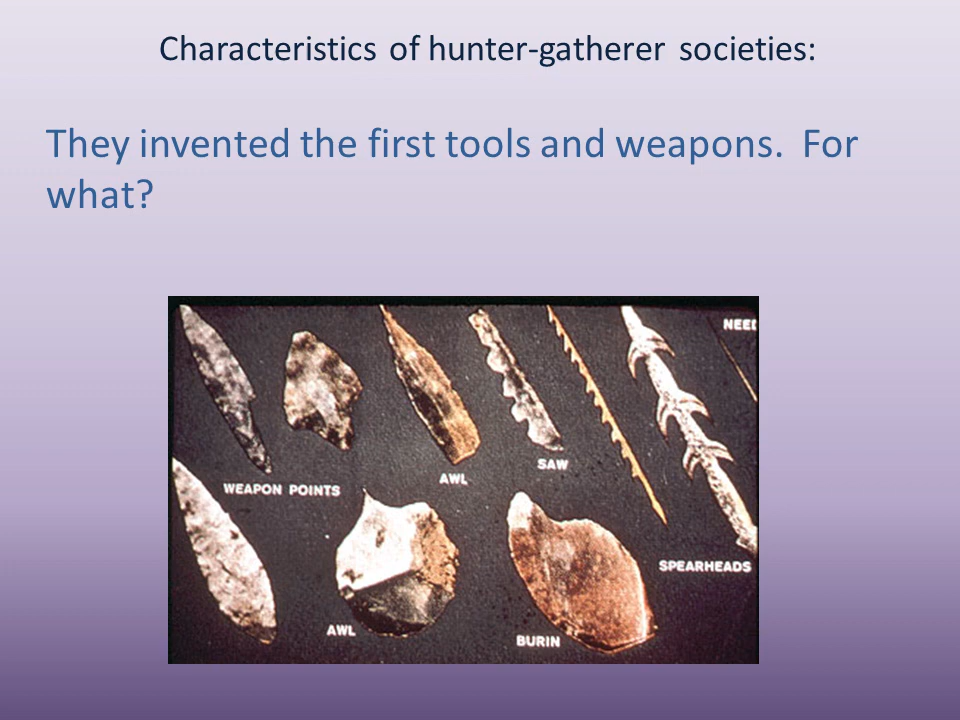 Characteristics of hunter-gatherer societies:
They invented the first tools and weapons. For
what?
NEED
WEAPON POINTS
AWL
SAW
SPEARHEADS
AWL
BURIN